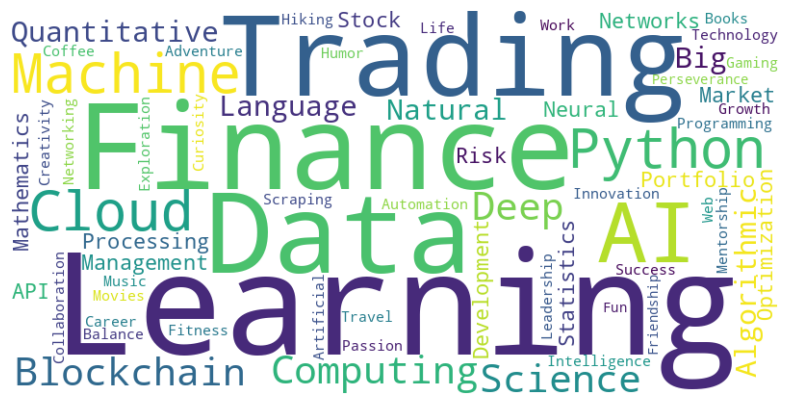 Quantitative
Coffee
Adventure
Hiking
Stock
Humor
Trading
Life
Work
Networks
Books
Technology
Big
Gaming
Perseverance
Machine
Language
Natural
Neural
Market
Growth
Programming
Mathematics
Creativity
Networking
Exploration
Curiosity
Finance
Risk
Python
Cloud
Scraping
Data
Automation
Deep
Innovation
Portfolio
AI
Web
Mentorship
Algorithmic
Optimization
Processing
Management
API
Music
Movies
Collaboration
Career
Balance
Fitness
Learning
Artificial
Travel
Passion
Development
Leadership
Statistics
Success
Fun
Friendship
Blockchain
Computing
Science
Intelligence